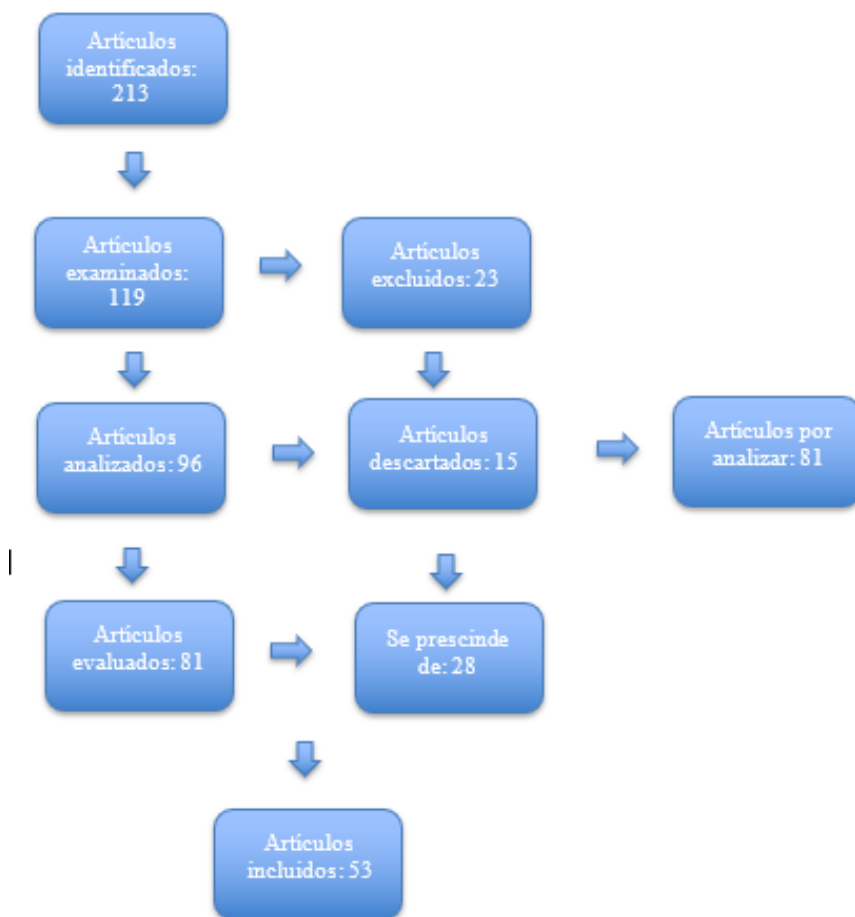 Artículos
identificados:
213
Artículos
examinados:
119
Artículos
excluidos: 23
Artículos
analizados: 96
Artículos
descartados: 15
Artículos por
analizar: 81
Artículos
evaluados: 81
Se prescinde
de: 28
Artículos
incluidos: 53